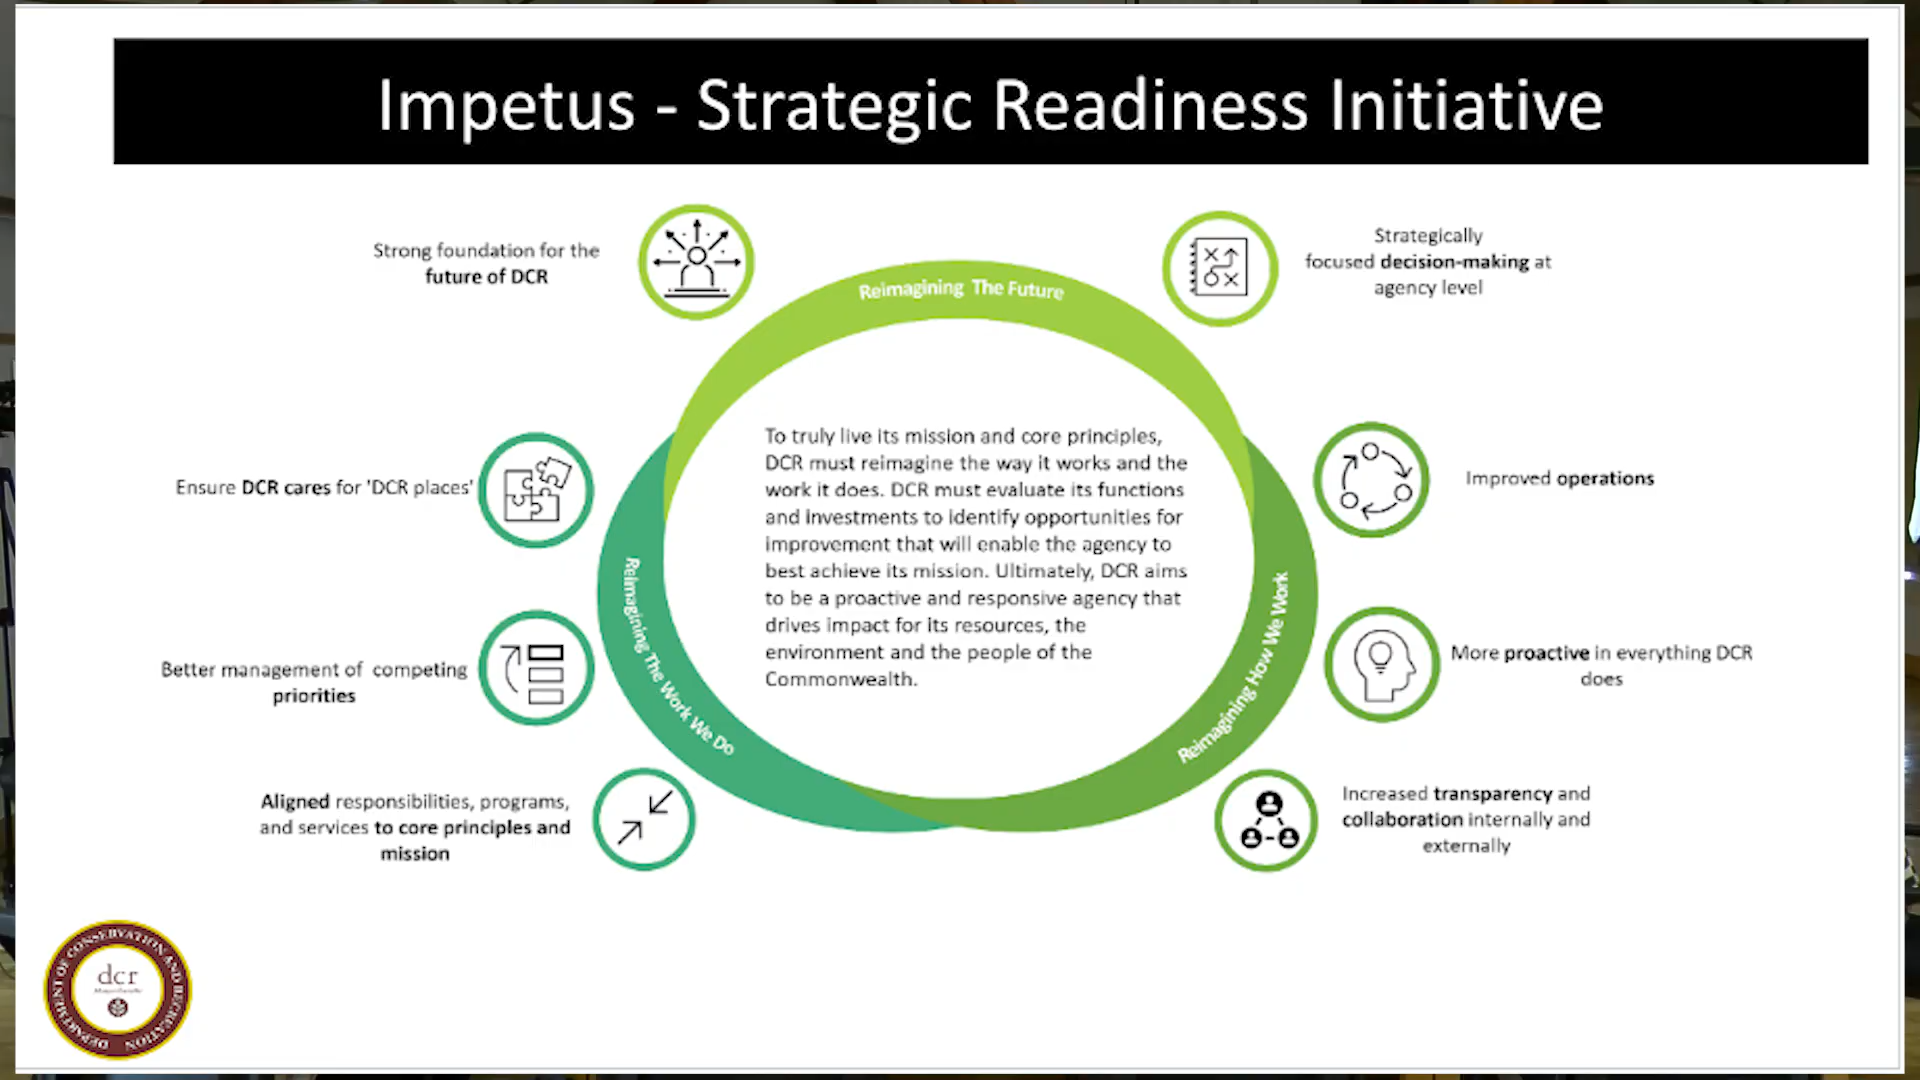 Impetus - Strategic Readiness Initiative
Strong foundation for the
future of DCR
Strategically
focused decision-making at
agency level
Reimagining The Future
To truly live its mission and core principles,
DCR must reimagine the way it works and the
work it does. DCR must evaluate its functions
and investments to identify opportunities for
improvement that will enable the agency to
best achieve its mission. Ultimately, DCR aims
to be a proactive and responsive agency that
drives impact for its resources, the
environment and the people of the
Commonwealth.
Ensure DCR cares for 'DCR places'
Improved operations
Reimagining The Work We Do
Reimagining How We Work
Better management of competing
priorities
More proactive in everything DCR
does
Aligned responsibilities, programs,
and services to core principles and
mission
Increased transparency and
collaboration internally and
externally
DEPARTMENT OF CONSERVATION AND RECREATION
dcr